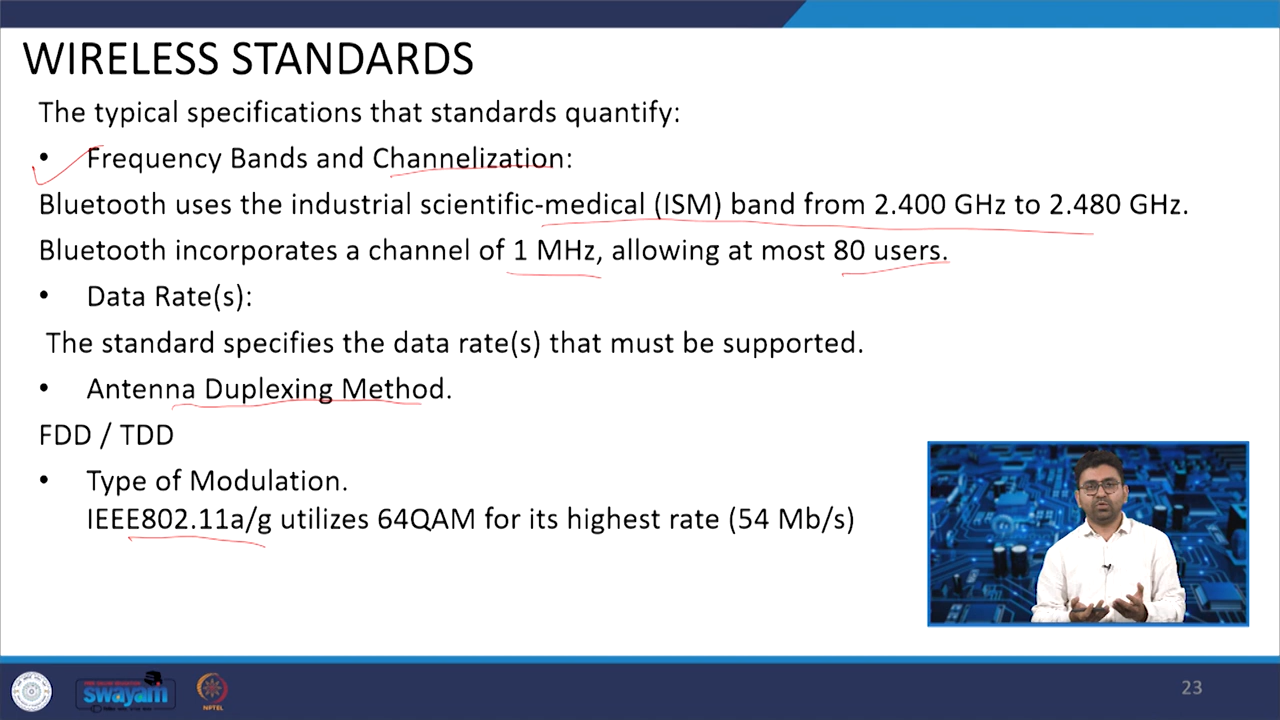 WIRELESS STANDARDS
The typical specifications that standards quantify:
• Frequency Bands and Channelization:
Bluetooth uses the industrial scientific-medical (ISM) band from 2.400 GHz to 2.480 GHz.
Bluetooth incorporates a channel of 1 MHz, allowing at most 80 users.
• Data Rate(s):
The standard specifies the data rate(s) that must be supported.
• Antenna Duplexing Method.
FDD / TDD
• Type of Modulation.
IEEE802.11a/g utilizes 64QAM for its highest rate (54 Mb/s)
swayam
NPTEL
23